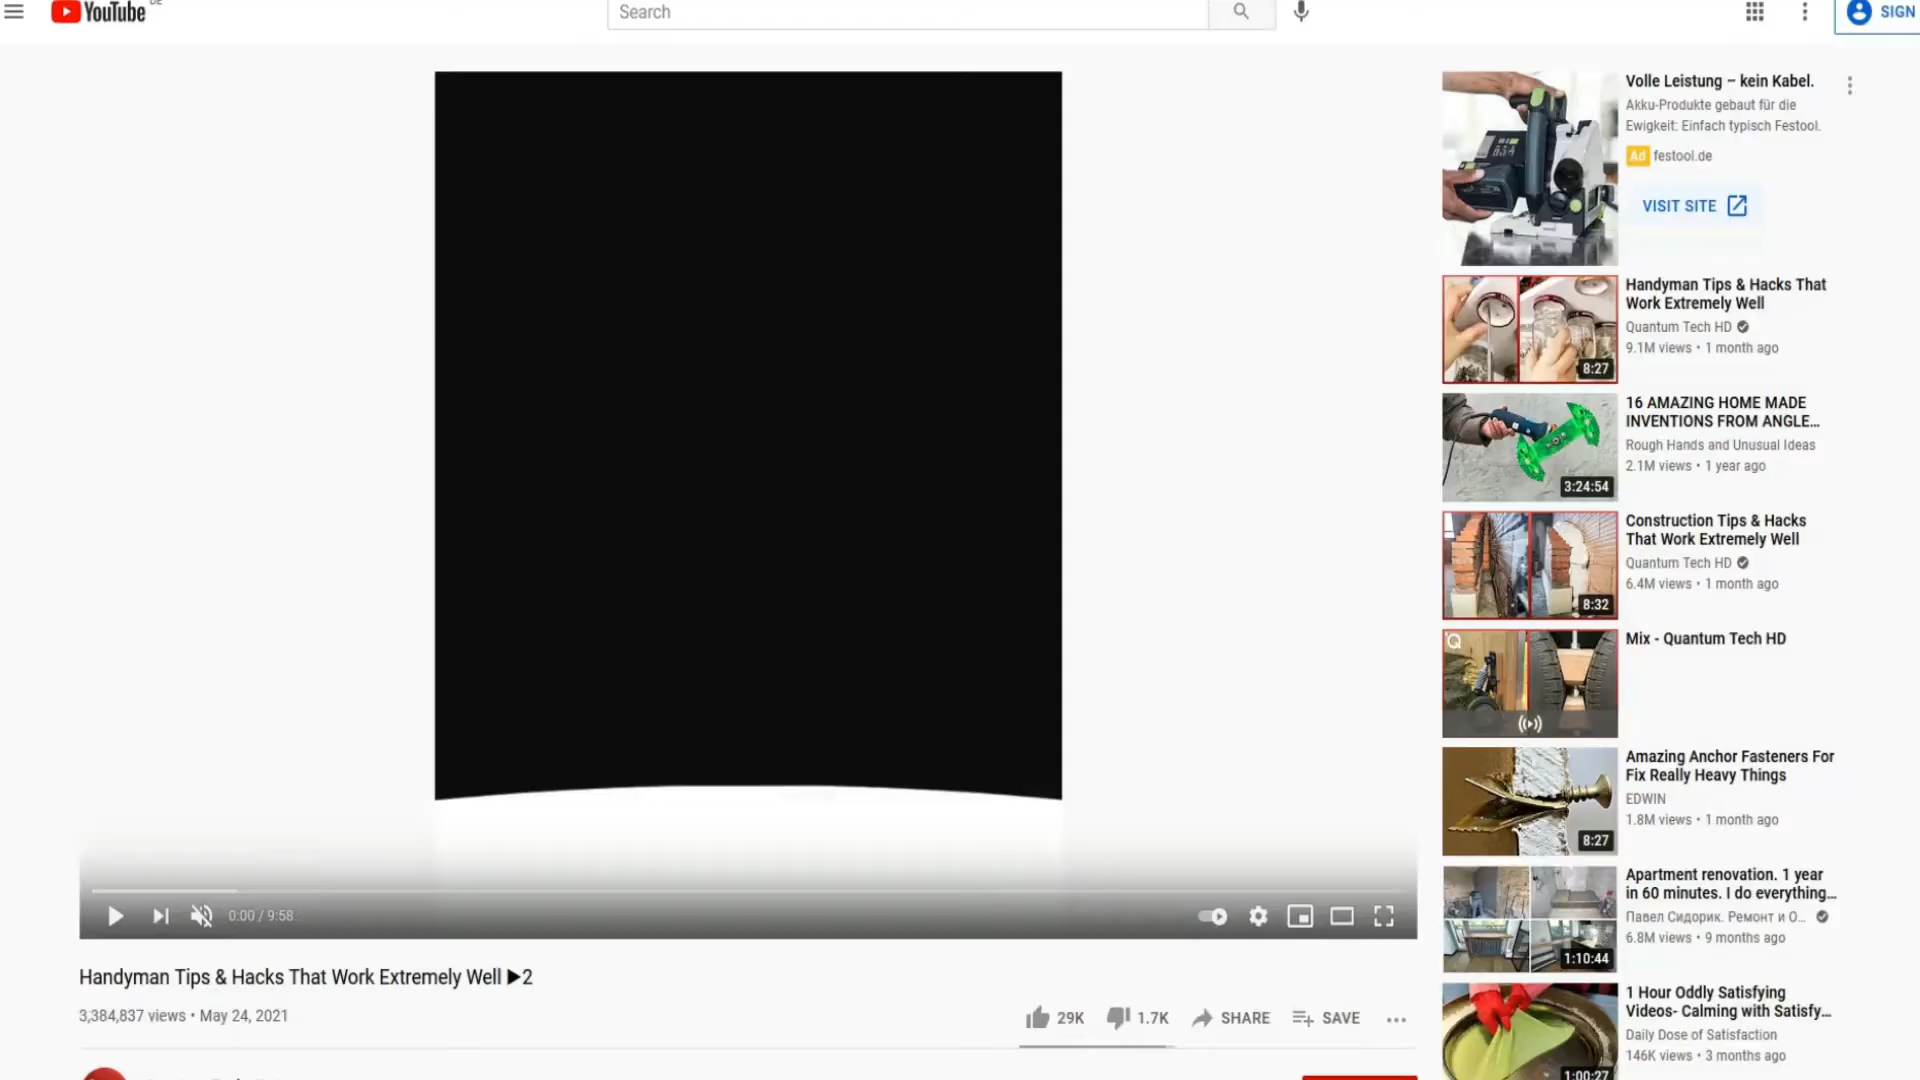 YouTube DE
Search
SIGN
Volle Leistung – kein Kabel.
Akku-Produkte gebaut für die
Ewigkeit: Einfach typisch Festool.
Ad festool.de
VISIT SITE
Handyman Tips & Hacks That
Work Extremely Well
Quantum Tech HD
9.1M views • 1 month ago
8:27
16 AMAZING HOME MADE
INVENTIONS FROM ANGLE...
Rough Hands and Unusual Ideas
2.1M views • 1 year ago
3:24:54
Construction Tips & Hacks
That Work Extremely Well
Quantum Tech HD
6.4M views • 1 month ago
8:32
Q
Mix - Quantum Tech HD
Amazing Anchor Fasteners For
Fix Really Heavy Things
EDWIN
1.8M views • 1 month ago
8:27
Apartment renovation. 1 year
in 60 minutes. I do everything...
Павел Сидорик. Ремонт и О...
6.8M views • 9 months ago
1:10:44
1 Hour Oddly Satisfying
Videos- Calming with Satisfy...
Daily Dose of Satisfaction
146K views • 3 months ago
1:00:27
0:00 / 9:58
Handyman Tips & Hacks That Work Extremely Well ▶2
3,384,837 views • May 24, 2021
29K
1.7K
SHARE
SAVE